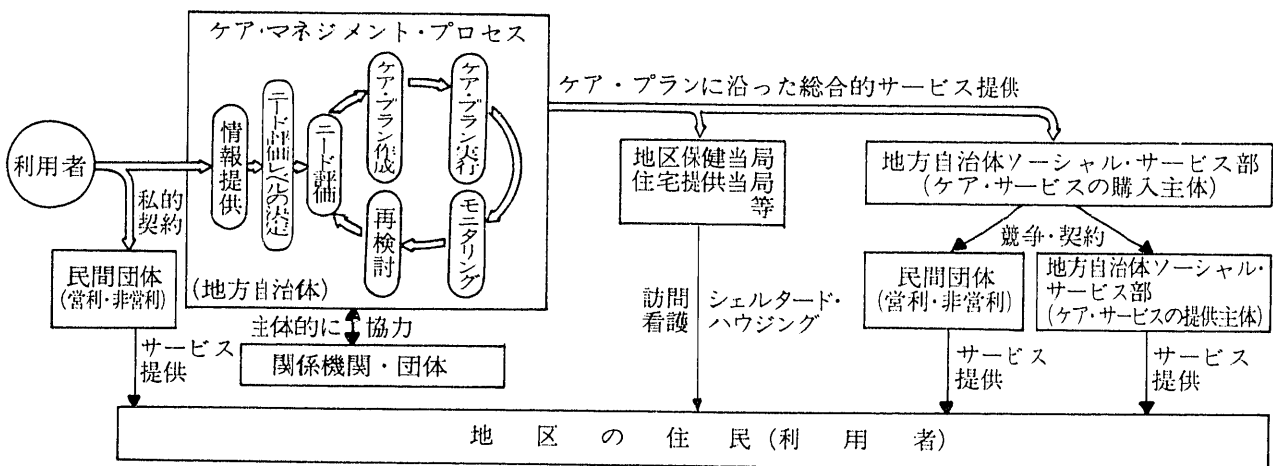 ケア・マネジメント・プロセス
利用者
私的
契約
情報提供
ニード評価レベルの決定
ニード評価
ケア・プラン作成
ケア・プラン実行
モニタリング
再検討
(地方自治体)
ケア・プランに沿った総合的サービス提供
地区保健当局
住宅提供当局
等
地方自治体ソーシャル・サービス部
(ケア・サービスの購入主体)
競争・契約
民間団体
(営利・非営利)
主体的に
協力
関係機関・団体
サービス
提供
訪問
看護
シェルタード・
ハウジング
民間団体
(営利・非営利)
地方自治体ソーシャル・
サービス部
(ケア・サービスの提供主体)
サービス
提供
サービス
提供
地区の住民(利用者)